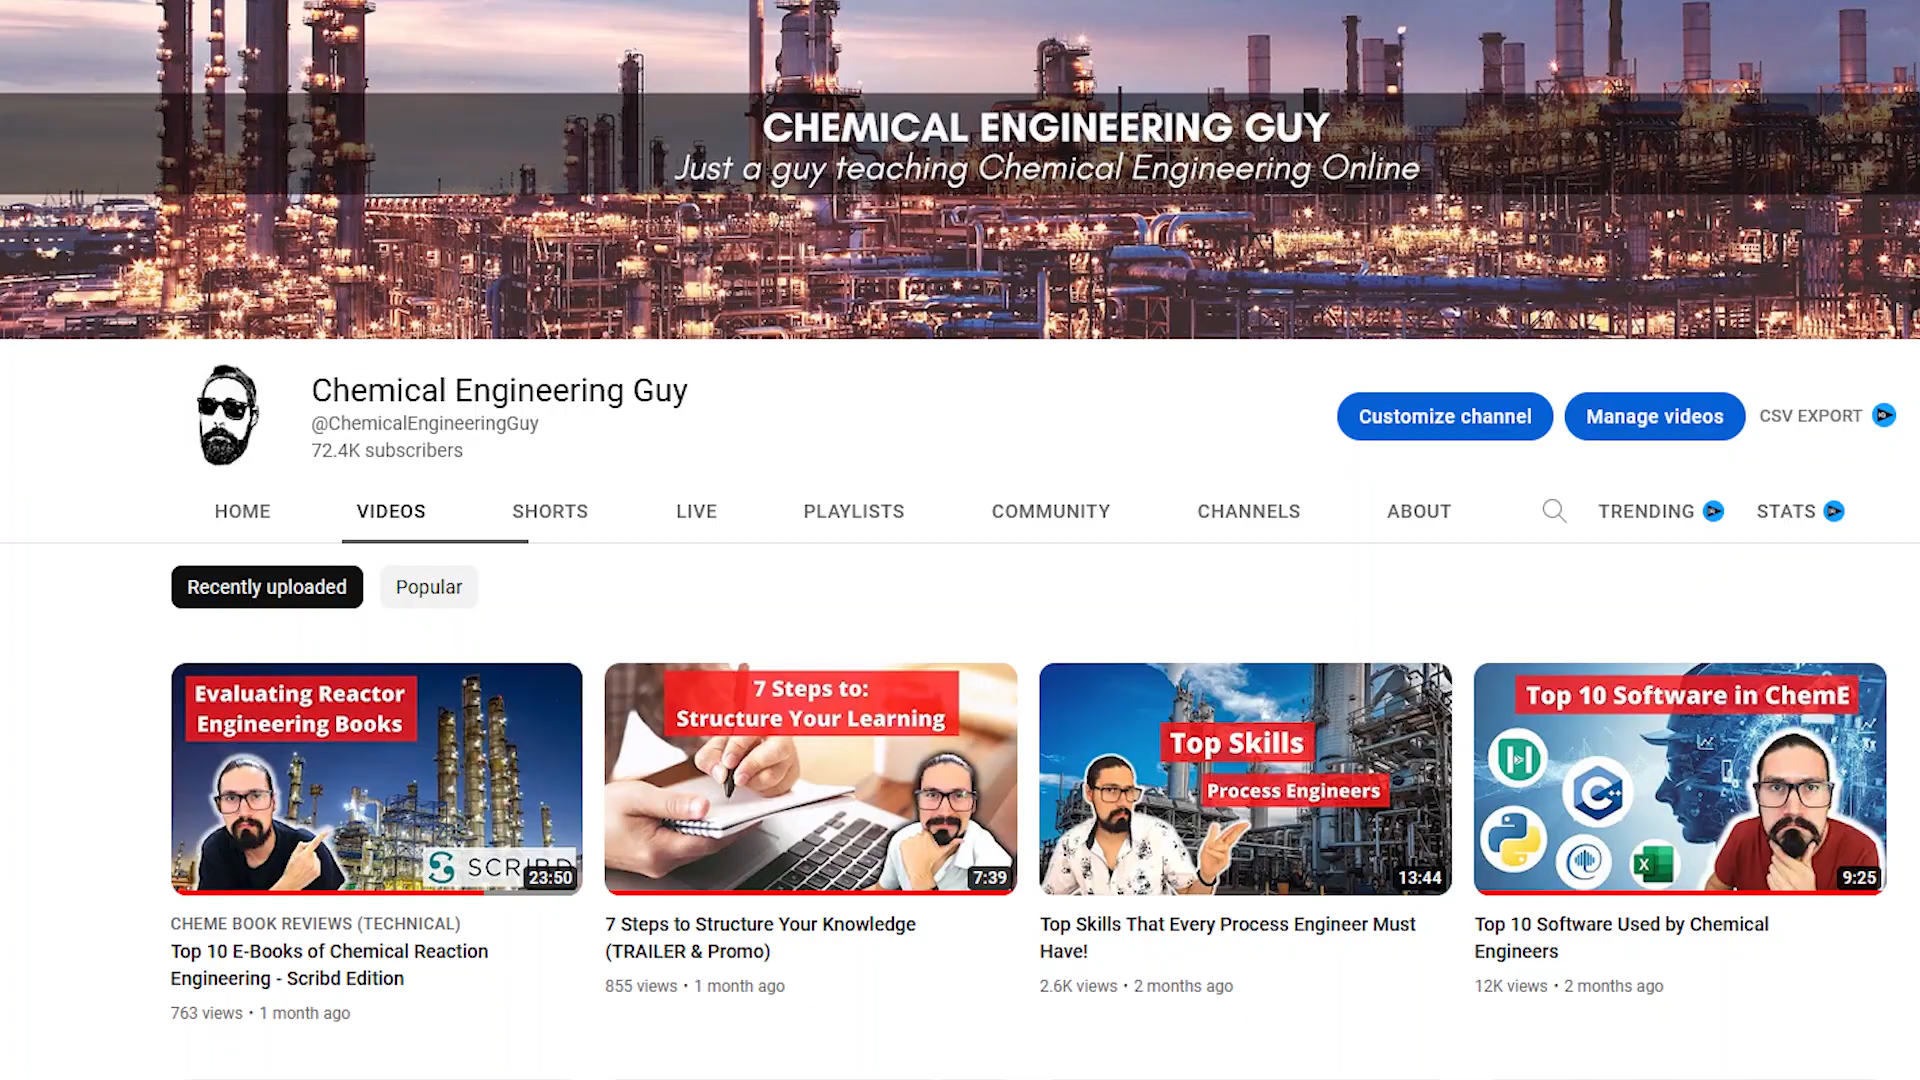 CHEMICAL ENGINEERING GUY
Just a guy teaching Chemical Engineering Online
Chemical Engineering Guy
@ChemicalEngineeringGuy
72.4K subscribers
Customize channel
Manage videos
CSV EXPORT
HOME
VIDEOS
SHORTS
LIVE
PLAYLISTS
COMMUNITY
CHANNELS
ABOUT
TRENDING
STATS
Recently uploaded
Popular
Evaluating Reactor
Engineering Books
SCRIBD
23:50
CHEME BOOK REVIEWS (TECHNICAL)
Top 10 E-Books of Chemical Reaction
Engineering - Scribd Edition
763 views • 1 month ago
7 Steps to:
Structure Your Learning
7:39
7 Steps to Structure Your Knowledge
(TRAILER & Promo)
855 views • 1 month ago
Top Skills
Process Engineers
13:44
Top Skills That Every Process Engineer Must
Have!
2.6K views • 2 months ago
Top 10 Software in ChemE
H
C++
X
9:25
Top 10 Software Used by Chemical
Engineers
12K views • 2 months ago